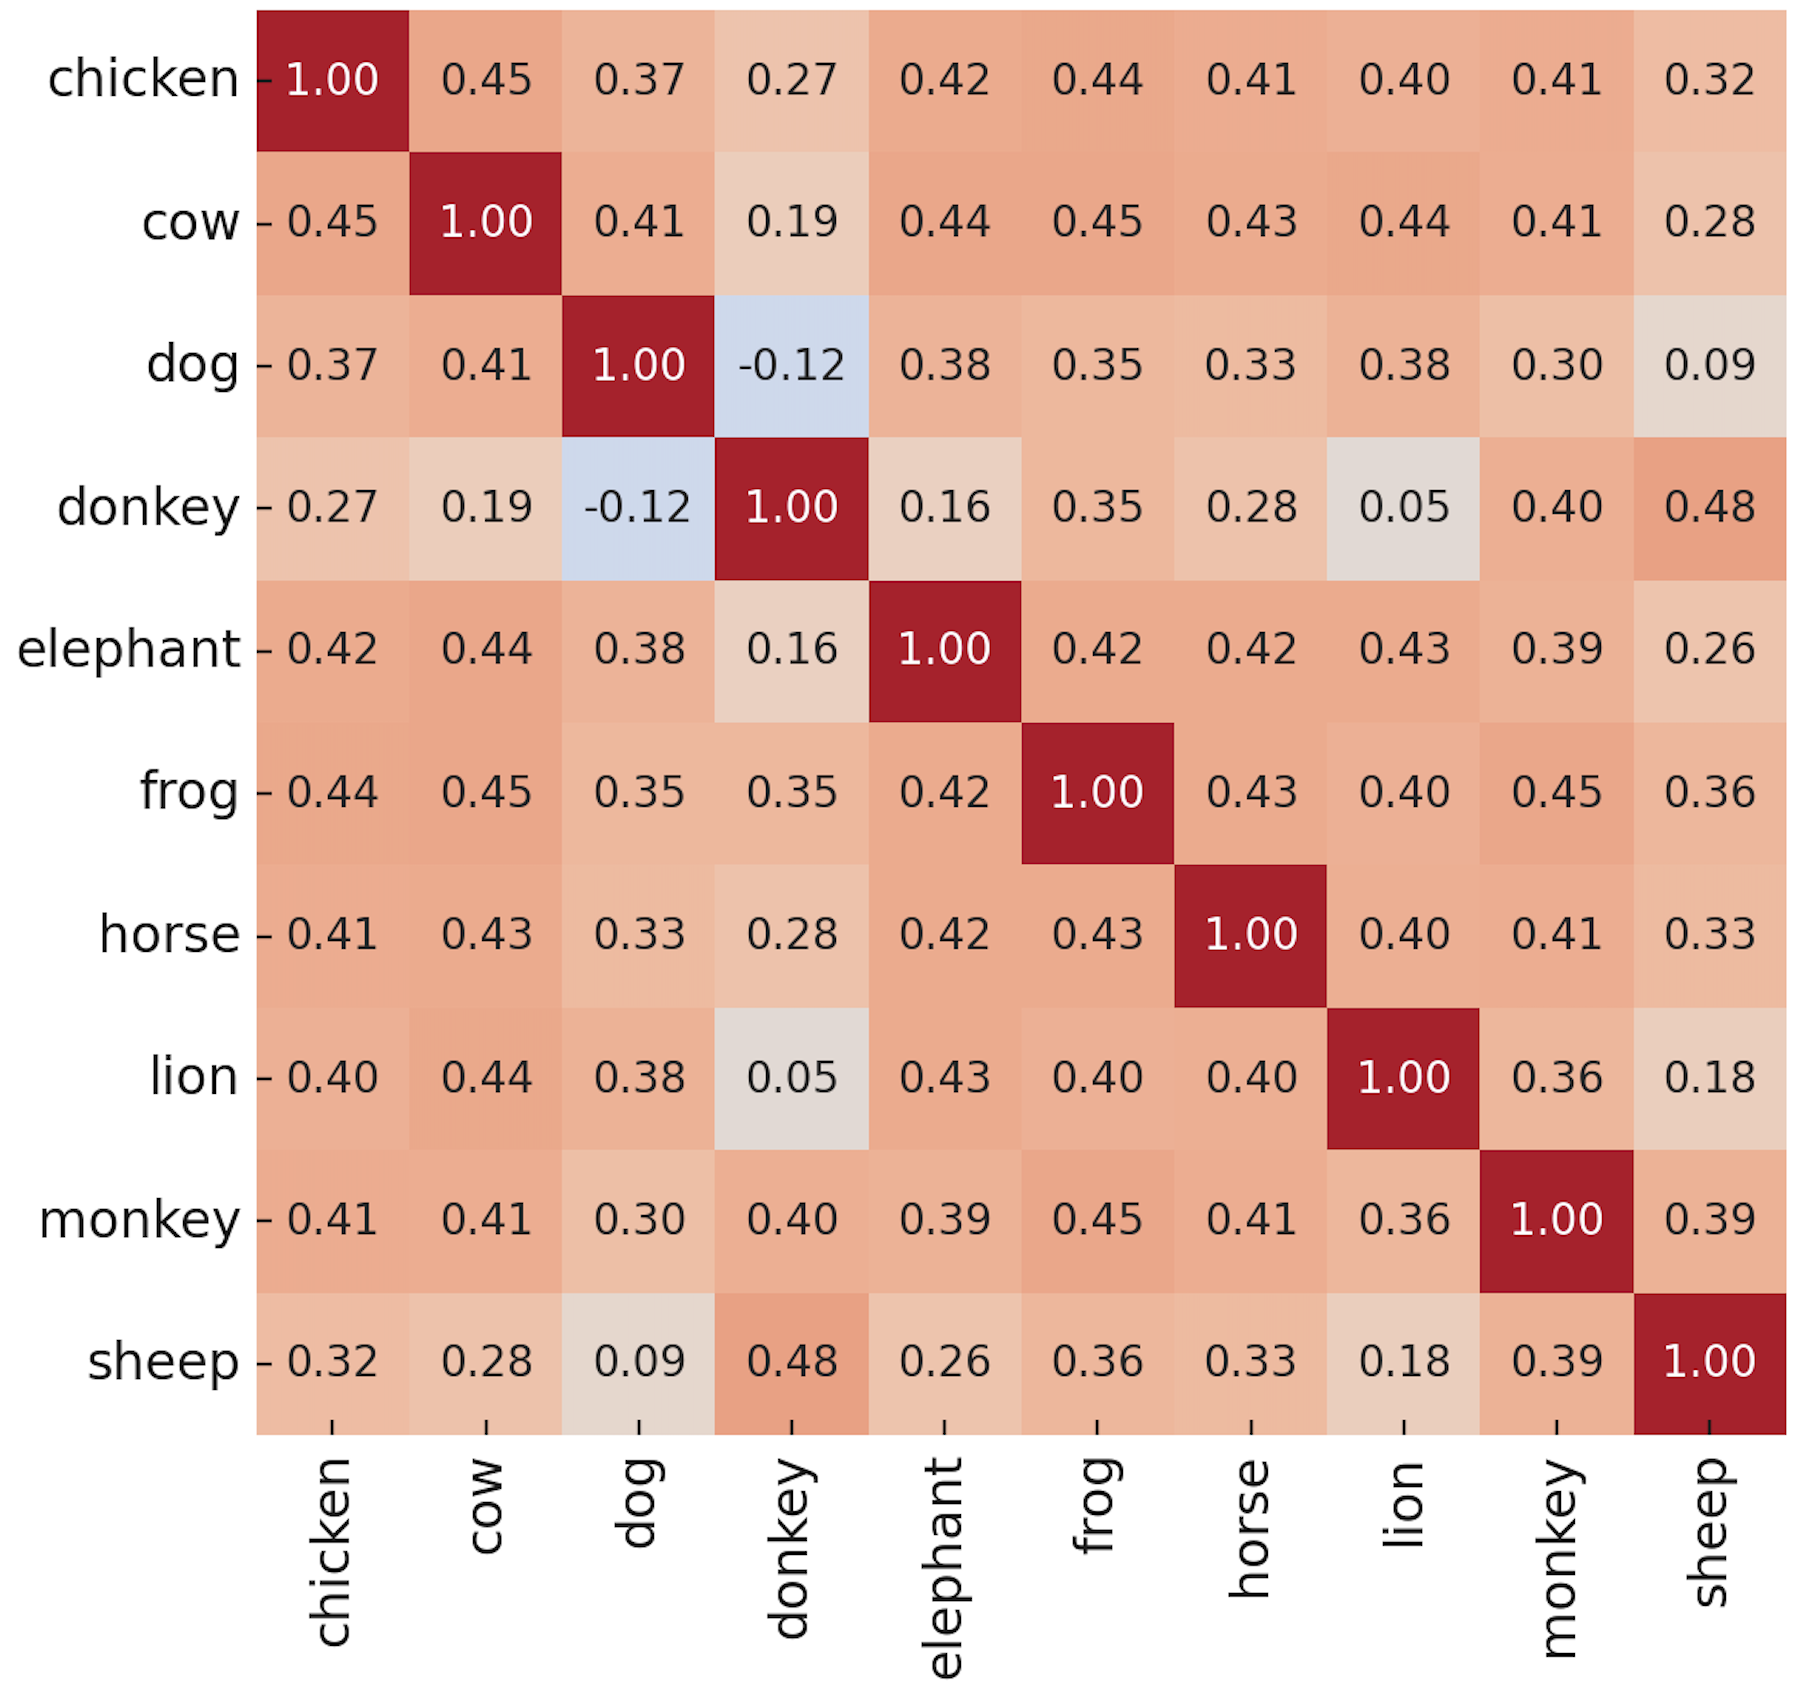 chicken 1.00 0.45 0.37 0.27 0.42 0.44 0.41 0.40 0.41 0.32
cow 0.45 1.00 0.41 0.19 0.44 0.45 0.43 0.44 0.41 0.28
dog 0.37 0.41 1.00 -0.12 0.38 0.35 0.33 0.38 0.30 0.09
donkey 0.27 0.19 -0.12 1.00 0.16 0.35 0.28 0.05 0.40 0.48
elephant 0.42 0.44 0.38 0.16 1.00 0.42 0.42 0.43 0.39 0.26
frog 0.44 0.45 0.35 0.35 0.42 1.00 0.43 0.40 0.45 0.36
horse 0.41 0.43 0.33 0.28 0.42 0.43 1.00 0.40 0.41 0.33
lion 0.40 0.44 0.38 0.05 0.43 0.40 0.40 1.00 0.36 0.18
monkey 0.41 0.41 0.30 0.40 0.39 0.45 0.41 0.36 1.00 0.39
sheep 0.32 0.28 0.09 0.48 0.26 0.36 0.33 0.18 0.39 1.00
chicken cow dog donkey elephant frog horse lion monkey sheep